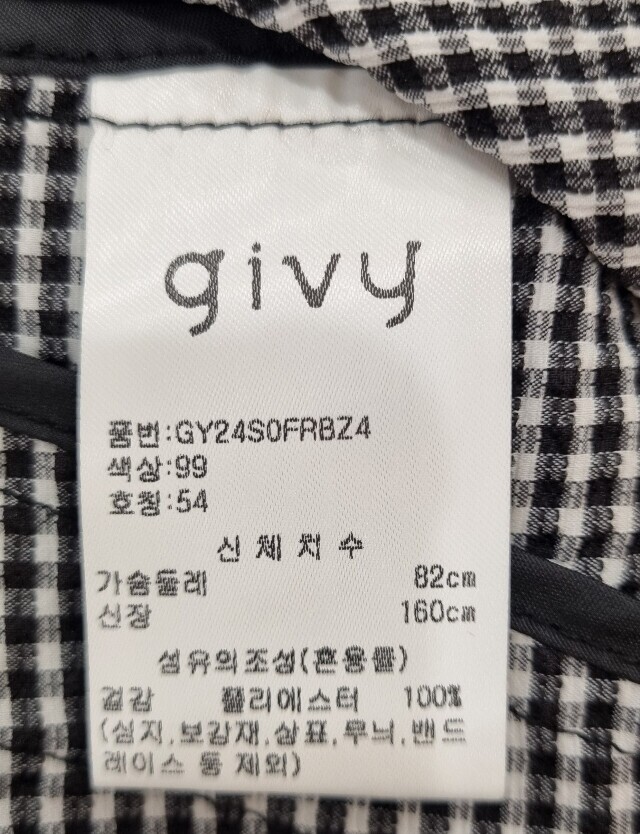 givy
품번:GY24S0FRBZ4
색상:99
호칭:54
신체치수
가슴둘레 82cm
신장 160cm
섬유의조성(혼용률)
겉감 폴리에스터 100%
(심지,보강재,상표,무늬,밴드
레이스 등 제외)